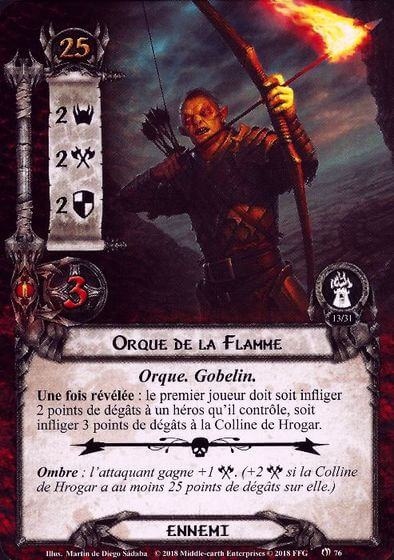 25
2
2
2
3
13/31
Orque de la Flamme
Orque. Gobelin.
Une fois révélée : le premier joueur doit soit infliger
2 points de dégâts à un héros qu'il contrôle, soit
infliger 3 points de dégâts à la Colline de Hrogar.
Ombre : l'attaquant gagne +1 . (+2 si la Colline
de Hrogar a au moins 25 points de dégâts sur elle.)
ENNEMI
Illus. Martin de Diego Sádaba © 2018 Middle-earth Enterprises © 2018 FFG 76